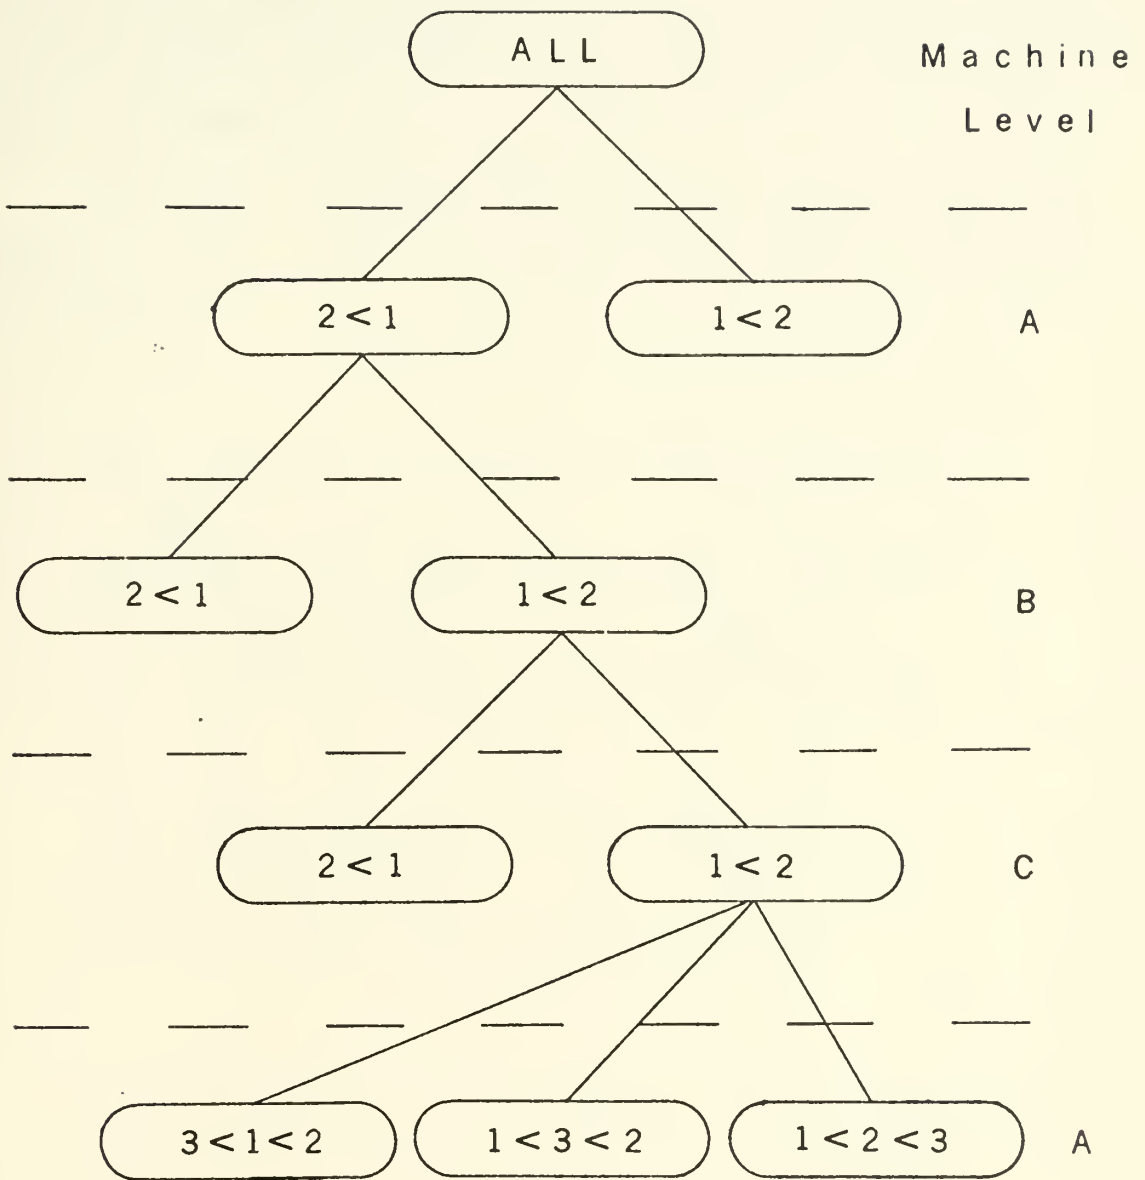 ALL
Machine
Level
2 < 1
1 < 2
A
2 < 1
1 < 2
B
2 < 1
1 < 2
C
3 < 1 < 2
1 < 3 < 2
1 < 2 < 3
A